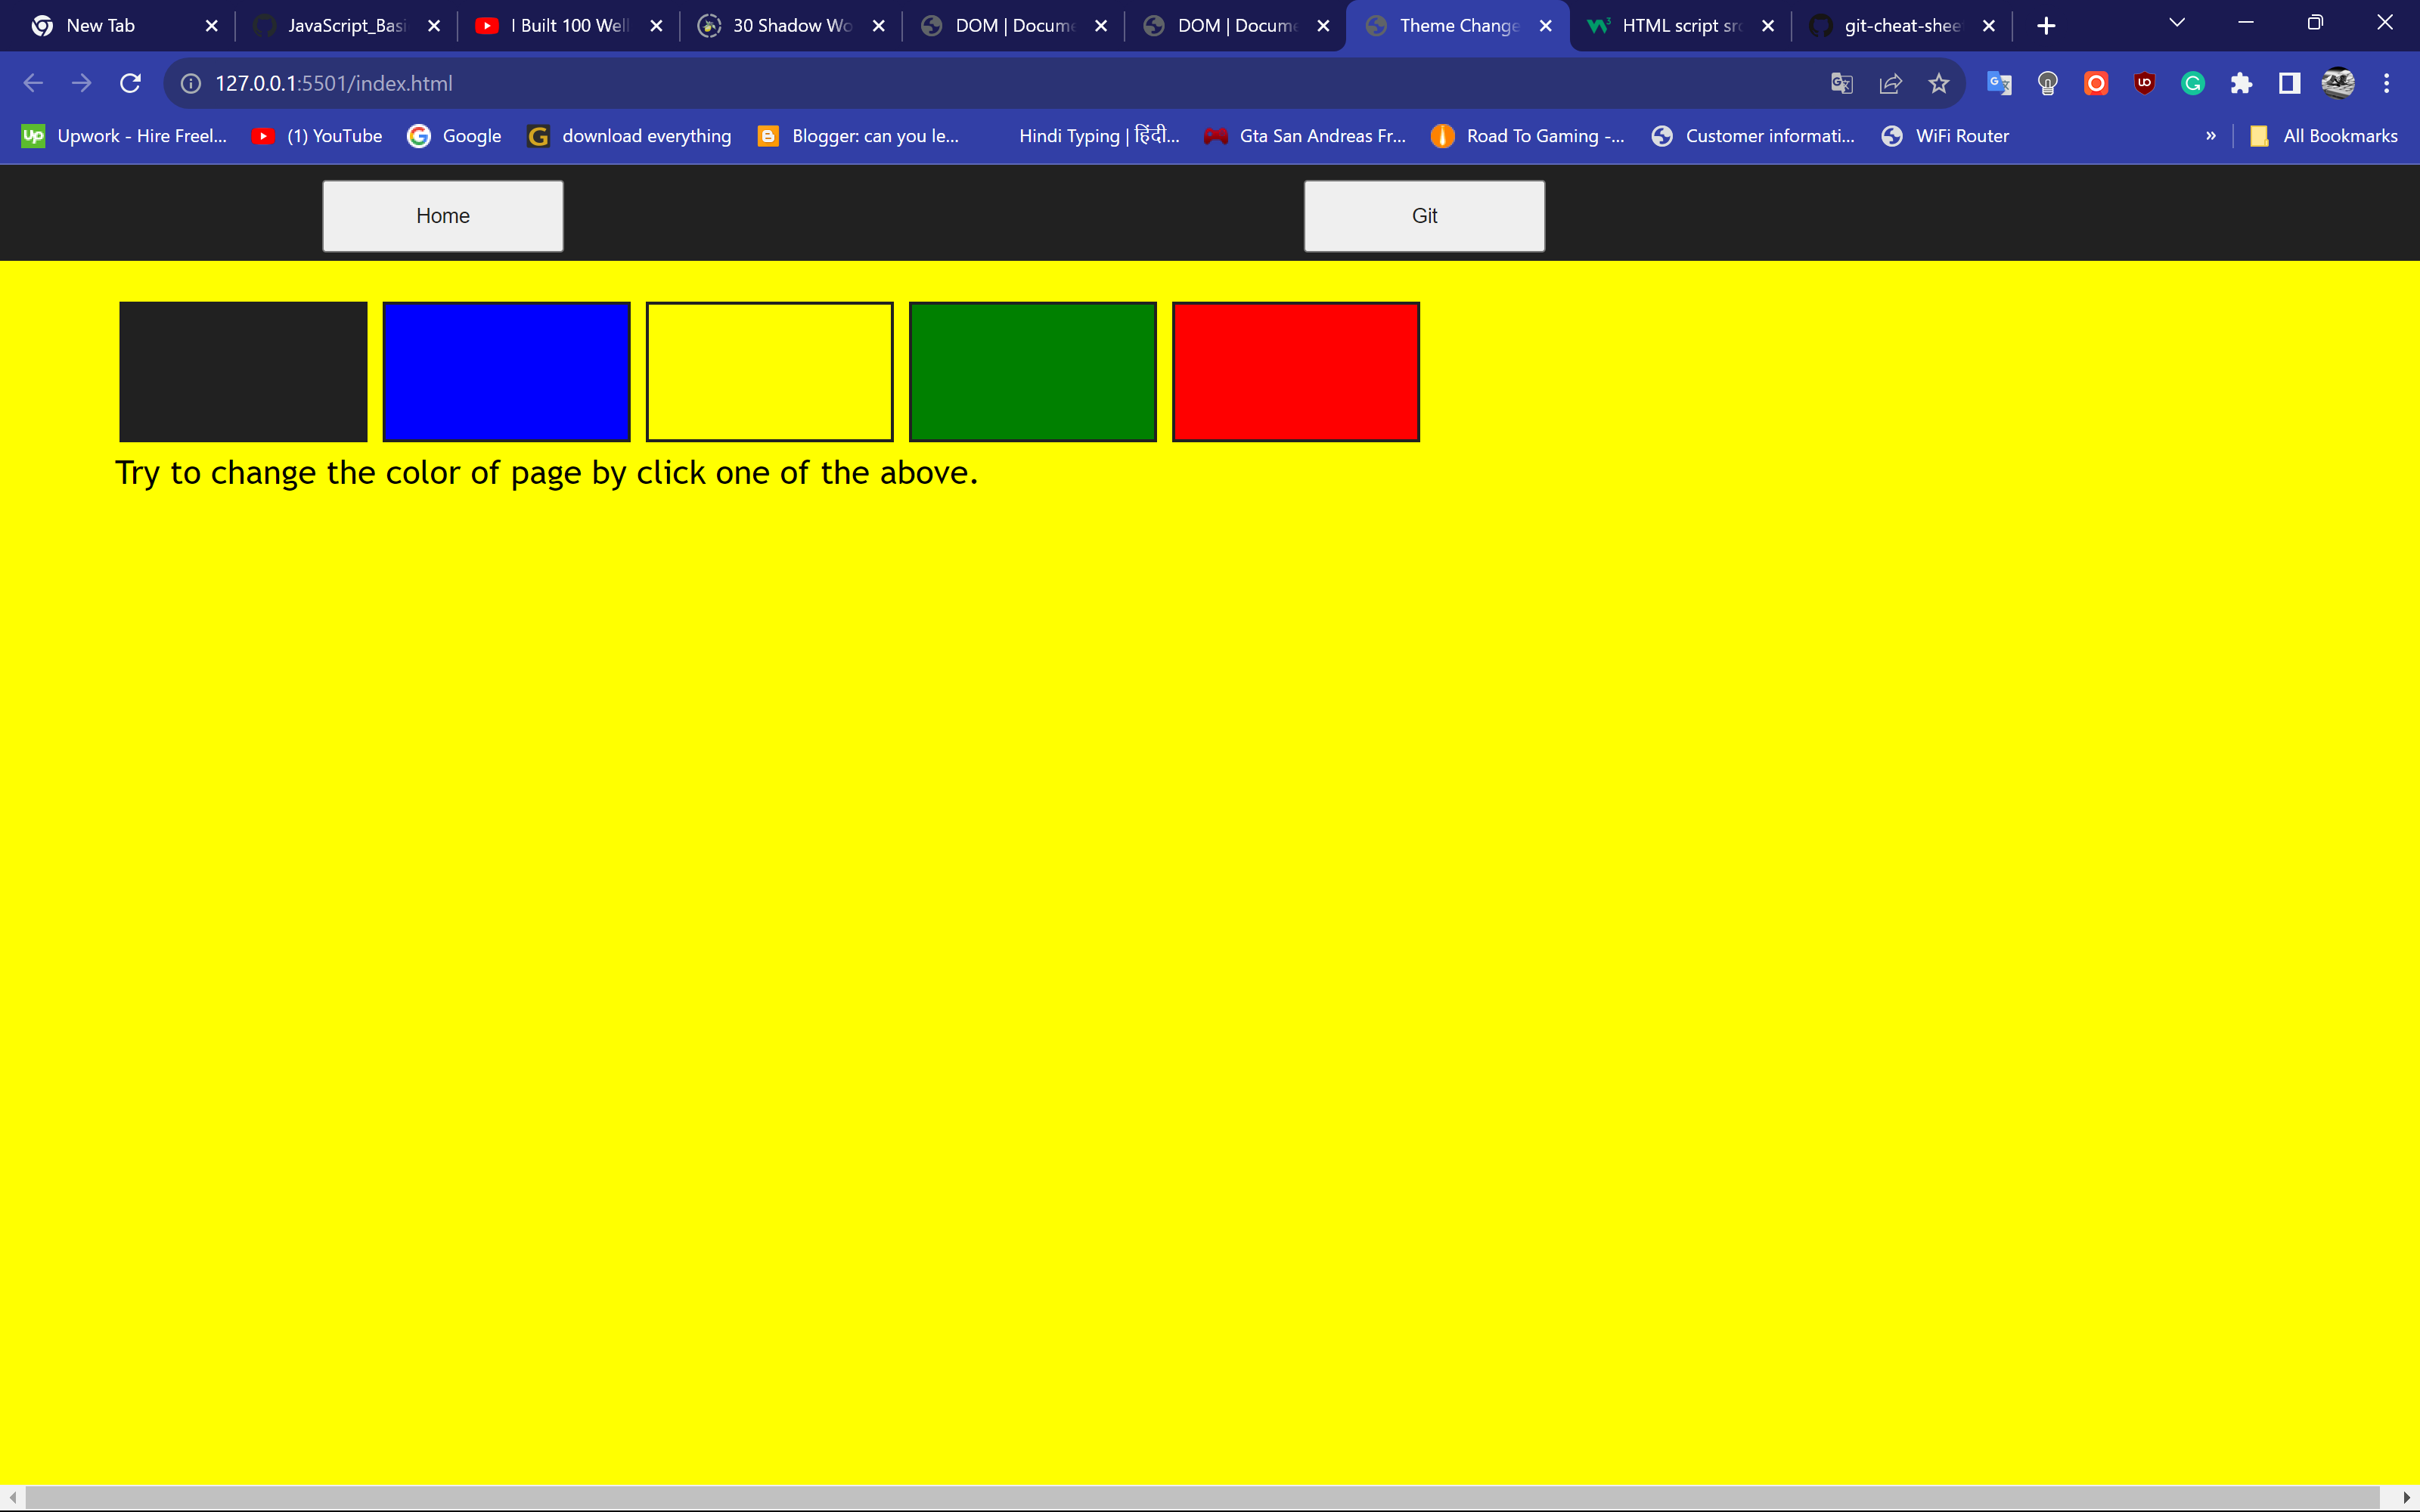 New Tab
JavaScript_Basi
I Built 100 Well
30 Shadow Wo
DOM | Docume
DOM | Docume
Theme Change
HTML script src
git-cheat-shee
127.0.0.1:5501/index.html
Up Upwork - Hire Freel...
(1) YouTube
Google
download everything
Blogger: can you le...
Hindi Typing | हिंदी...
Gta San Andreas Fr...
Road To Gaming -...
Customer informati...
WiFi Router
»
All Bookmarks
Home
Git
Try to change the color of page by click one of the above.